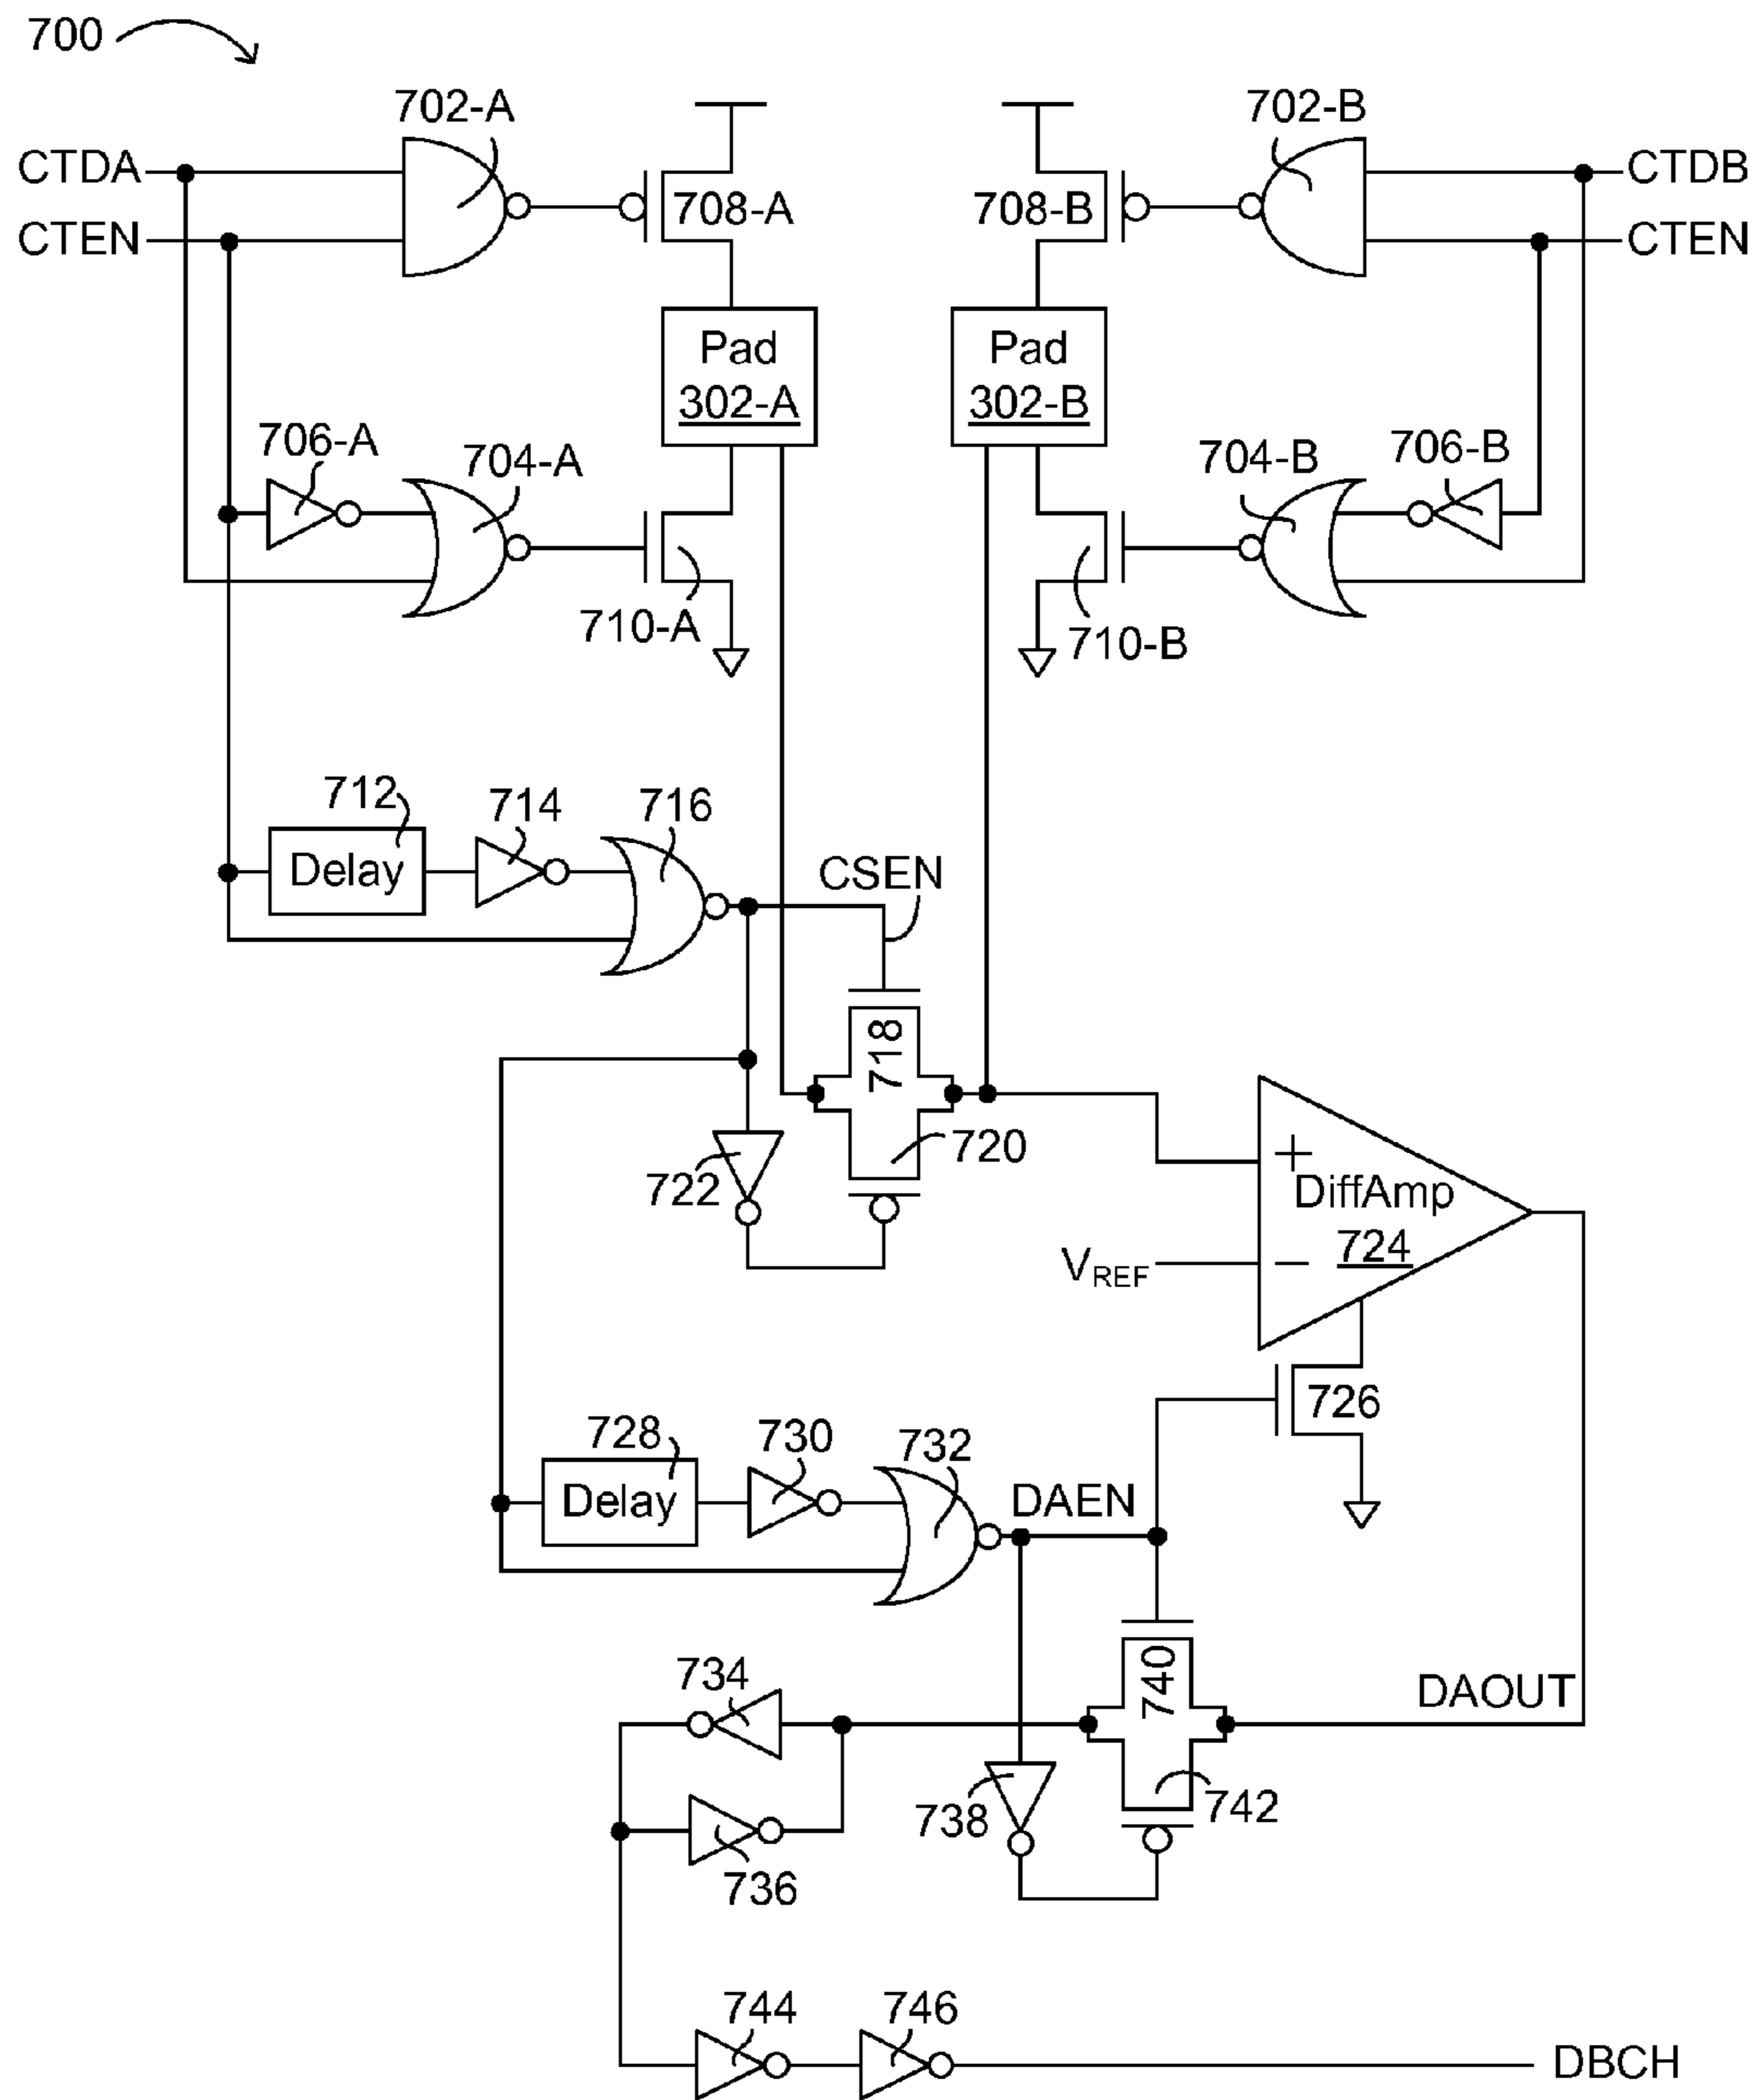 700
702-A
702-B
CTDA
CTDB
708-A
708-B
CTEN
CTEN
Pad
302-A
Pad
302-B
706-A
704-A
704-B
706-B
710-A
710-B
712
714
716
Delay
CSEN
718
720
722
+
DiffAmp
724
VREF
−
726
728
730
732
Delay
DAEN
734
740
DAOUT
736
738
742
744
746
DBCH